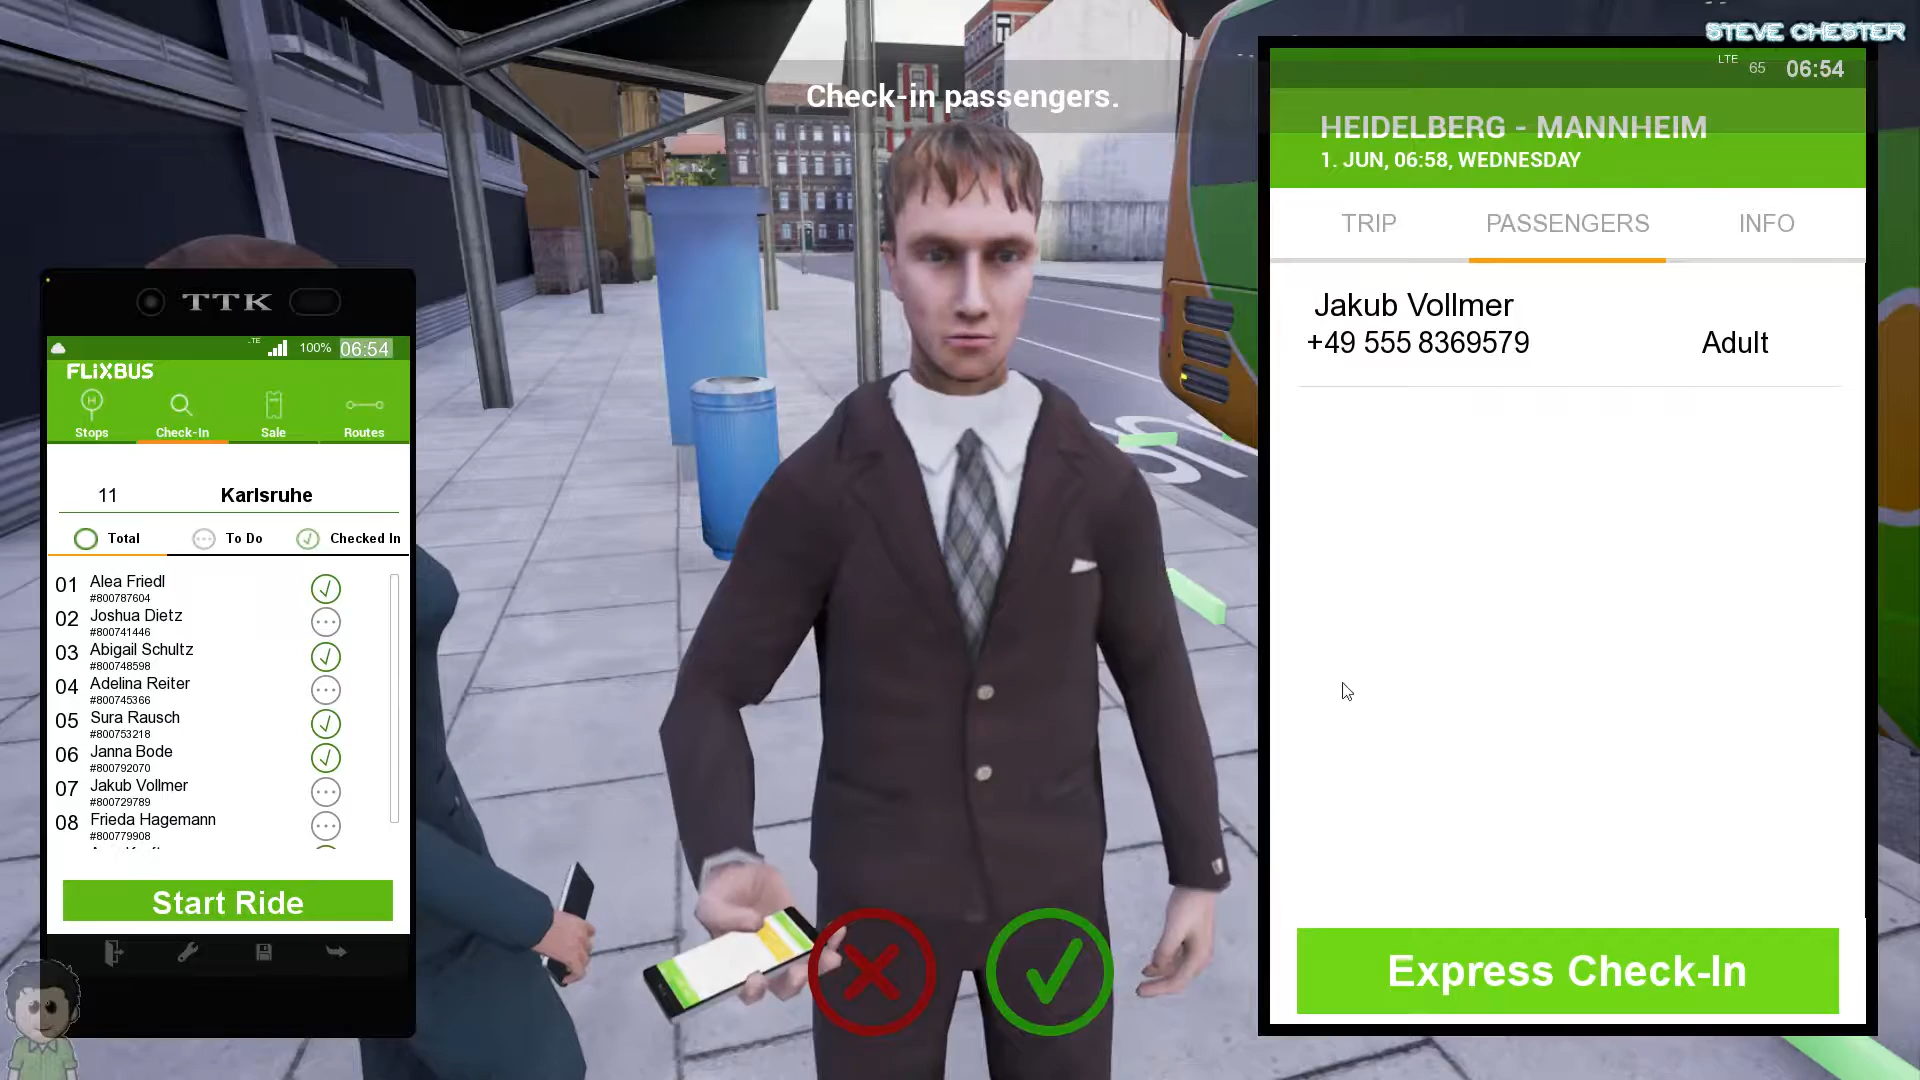 STEVE CHESTER
Check-in passengers.
TTK
LTE 100% 06:54
FLiXBUS
Stops Check-In Sale Routes
11 Karlsruhe
Total To Do Checked In
01 Alea Friedl
#800787604
02 Joshua Dietz
#800741446
03 Abigail Schultz
#800748598
04 Adelina Reiter
#800745366
05 Sura Rausch
#800753218
06 Janna Bode
#800792070
07 Jakub Vollmer
#800729789
08 Frieda Hagemann
#800779908
Start Ride
LTE 65 06:54
HEIDELBERG - MANNHEIM
1. JUN, 06:58, WEDNESDAY
TRIP PASSENGERS INFO
Jakub Vollmer
+49 555 8369579 Adult
Express Check-In